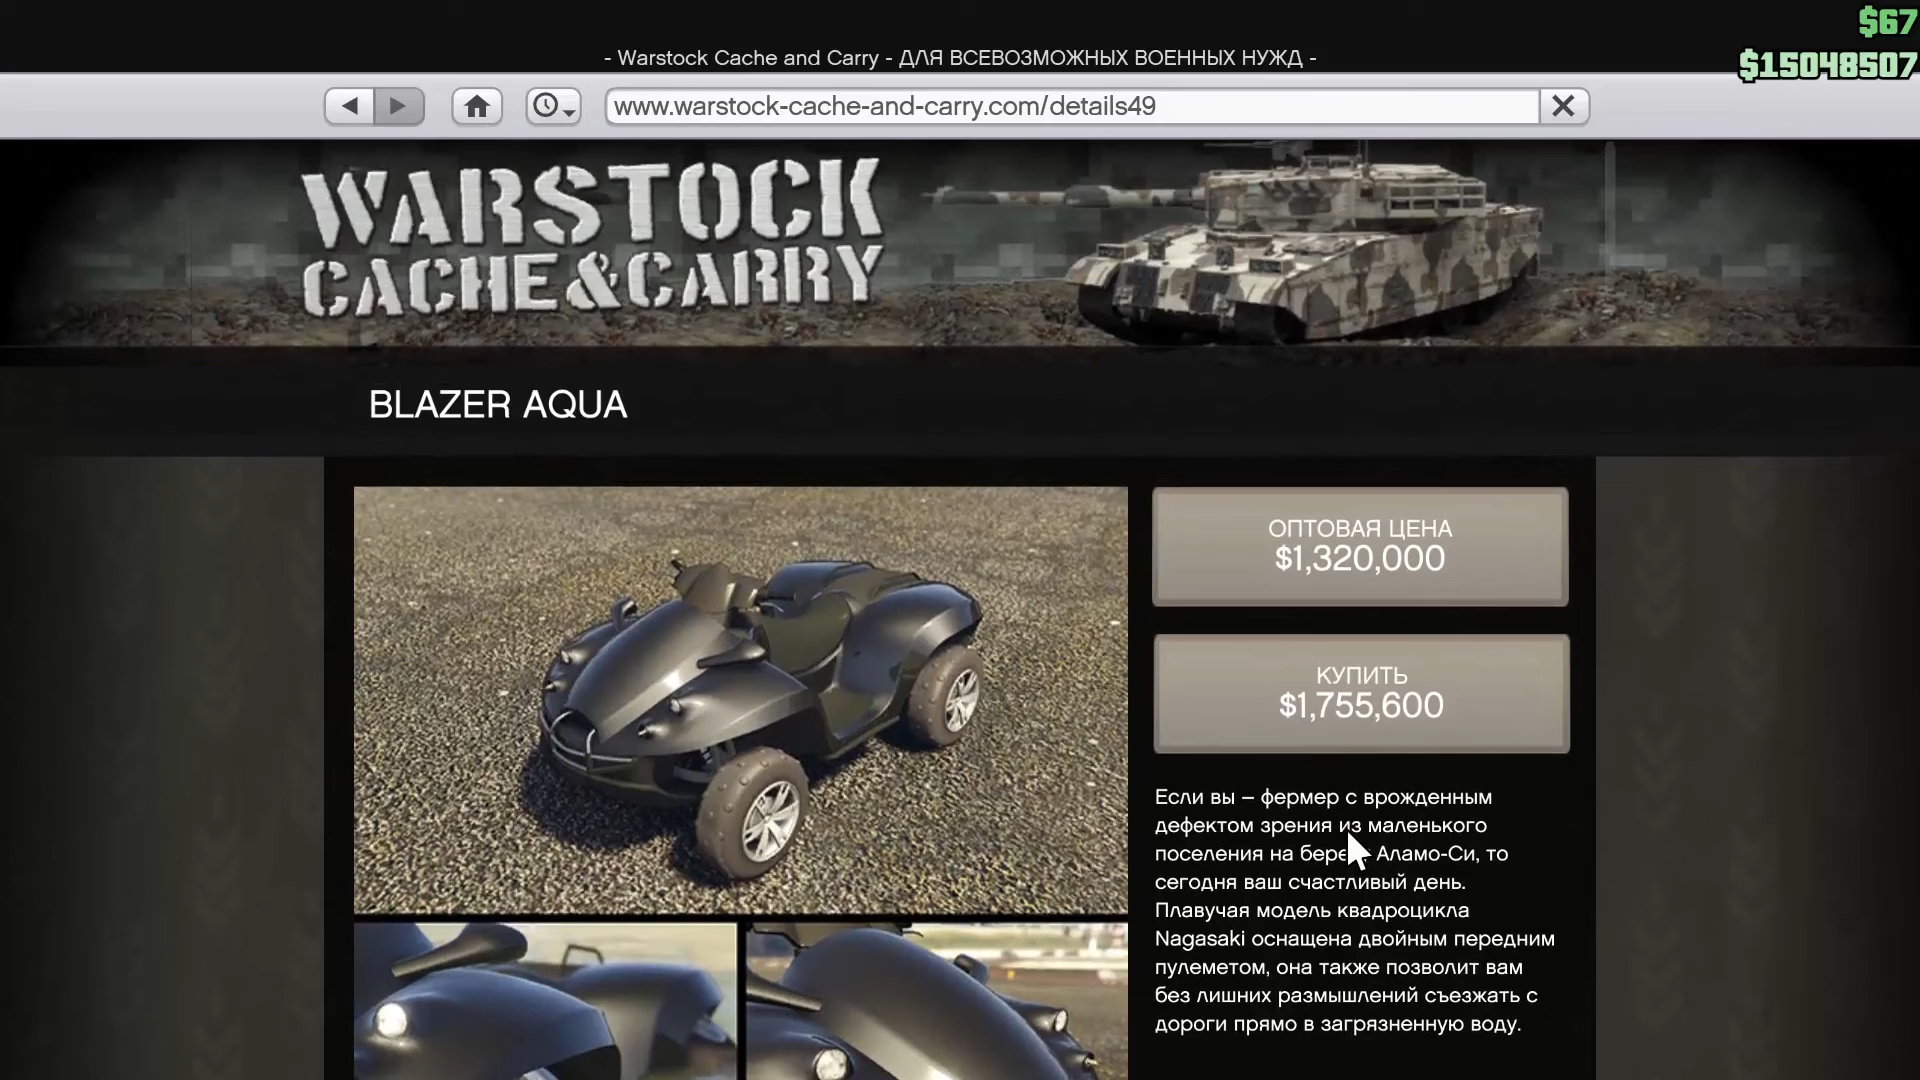 $67
- Warstock Cache and Carry - ДЛЯ ВСЕВОЗМОЖНЫХ ВОЕННЫХ НУЖД -
$15048507
www.warstock-cache-and-carry.com/details49
WARSTOCK
CACHE & CARRY
BLAZER AQUA
ОПТОВАЯ ЦЕНА
$1,320,000
КУПИТЬ
$1,755,600
Если вы – фермер с врожденным
дефектом зрения из маленького
поселения на Аламо-Си, то
сегодня ваш счастливый день.
Плавучая модель квадроцикла
Nagasaki оснащена двойным передним
пулеметом, она также позволит вам
без лишних размышлений съезжать с
дороги прямо в загрязненную воду.